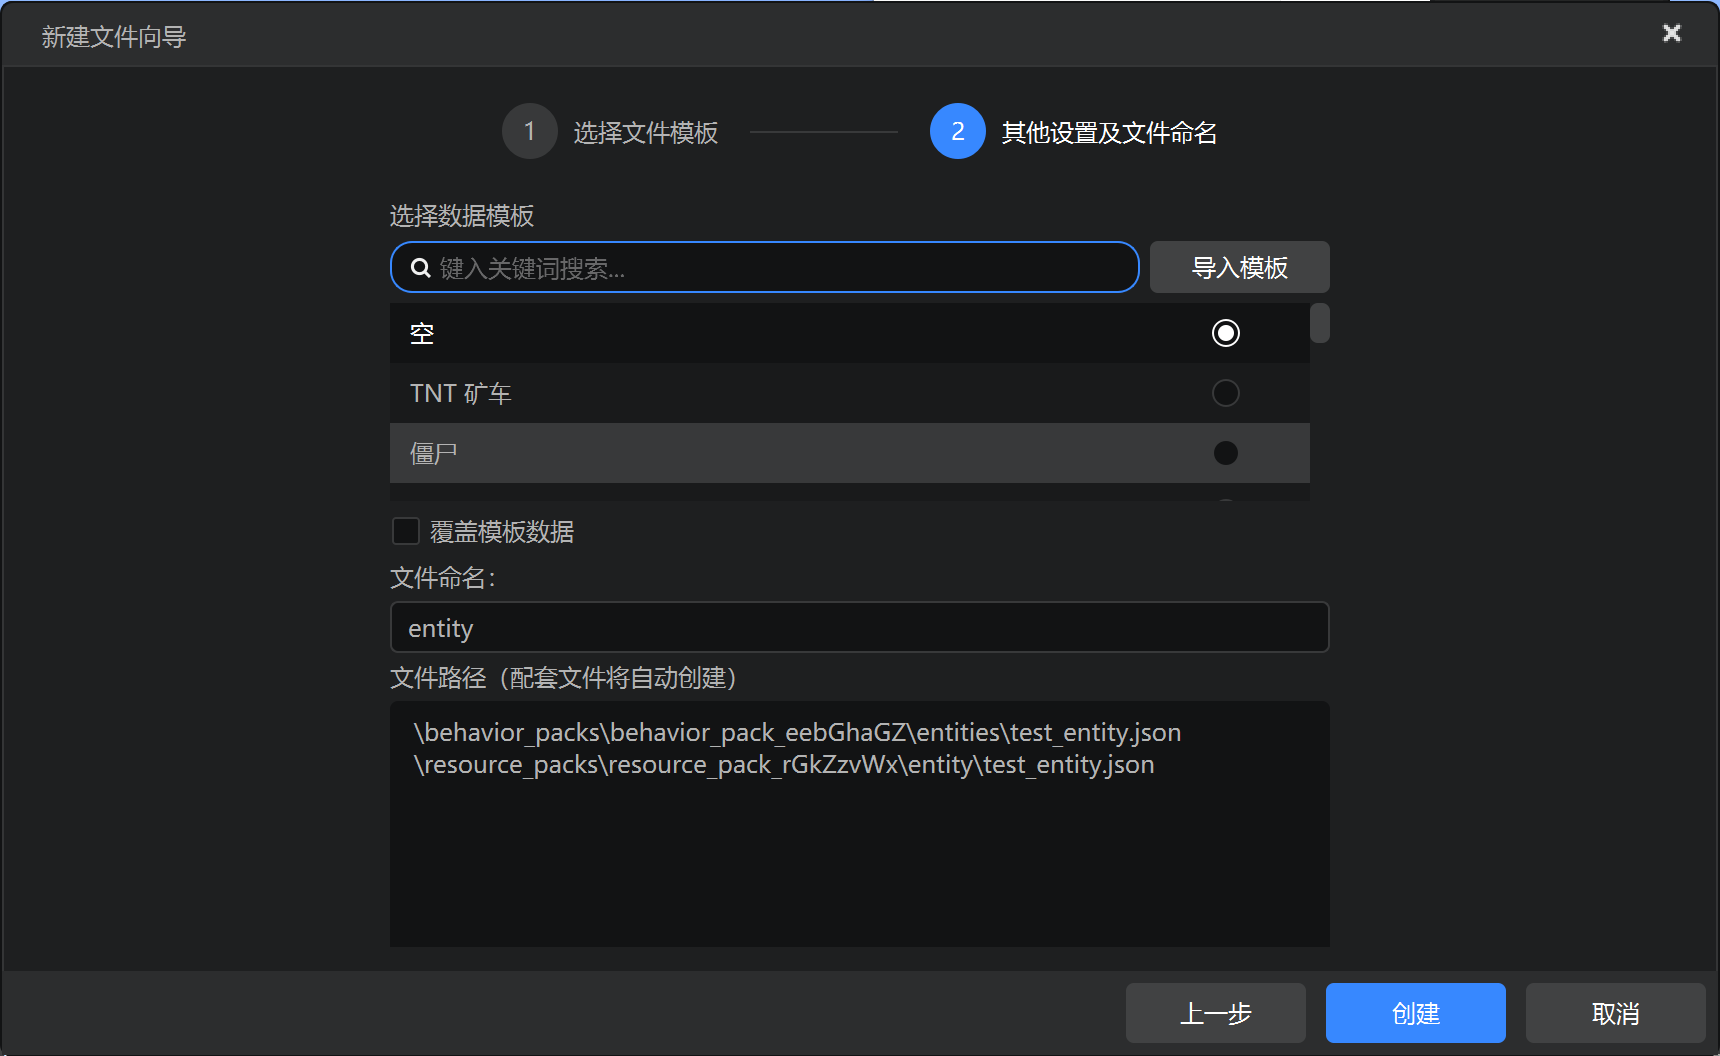 新建文件向导
1 选择文件模板 2 其他设置及文件命名
选择数据模板
键入关键词搜索... 导入模板
空
TNT 矿车
僵尸
覆盖模板数据
文件命名：
entity
文件路径（配套文件将自动创建）
\behavior_packs\behavior_pack_eebGhaGZ\entities\test_entity.json
\resource_packs\resource_pack_rGkZzvWx\entity\test_entity.json
上一步 创建 取消